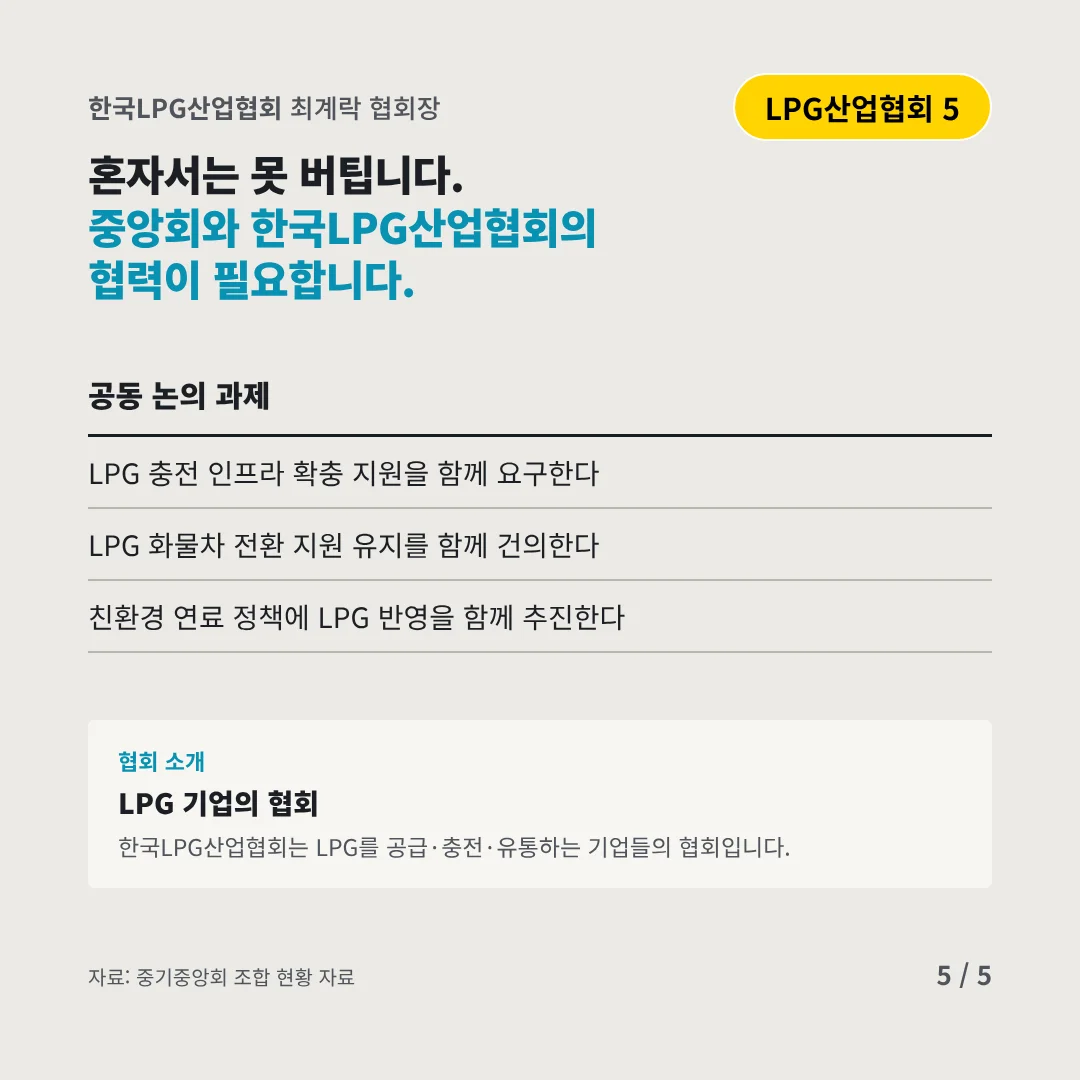 한국LPG산업협회 최계락 협회장
LPG산업협회 5
혼자서는 못 버팁니다.
중앙회와 한국LPG산업협회의
협력이 필요합니다.
공동 논의 과제
LPG 충전 인프라 확충 지원을 함께 요구한다
LPG 화물차 전환 지원 유지를 함께 건의한다
친환경 연료 정책에 LPG 반영을 함께 추진한다
협회 소개
LPG 기업의 협회
한국LPG산업협회는 LPG를 공급·충전·유통하는 기업들의 협회입니다.
자료: 중기중앙회 조합 현황 자료
5 / 5